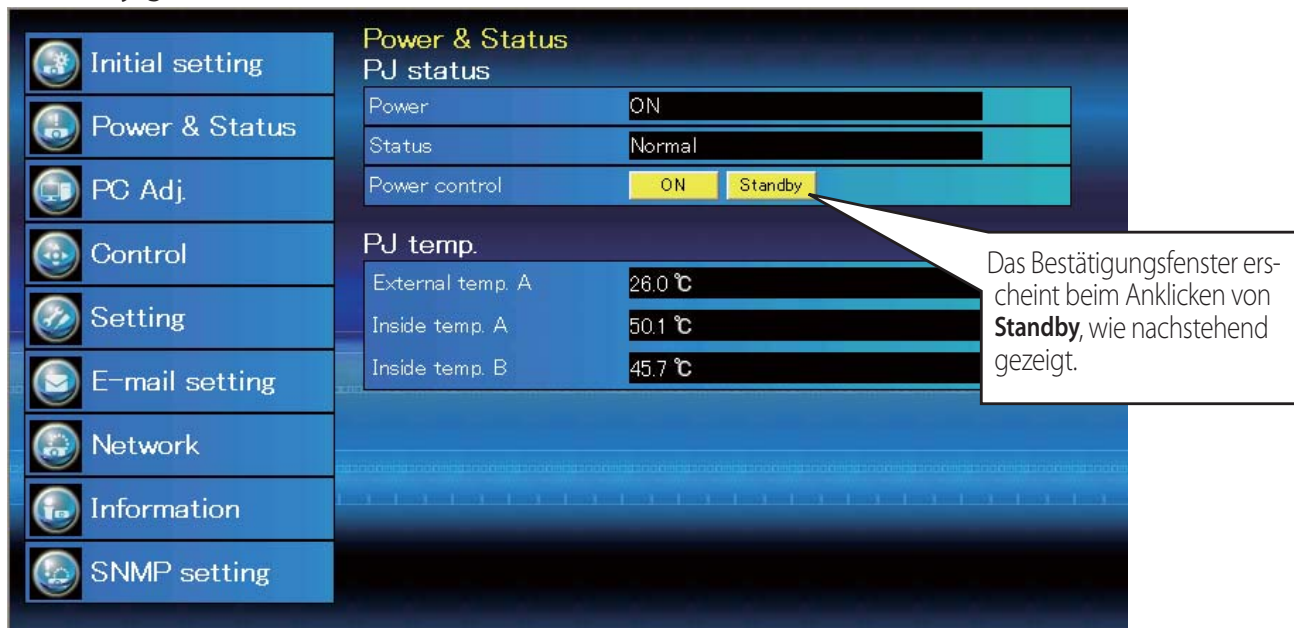 Initial setting
Power & Status
PC Adj.
Control
Setting
E-mail setting
Network
Information
SNMP setting
Power & Status
PJ status
Power ON
Status Normal
Power control ON Standby
PJ temp.
External temp. A 26.0 ℃
Inside temp. A 50.1 ℃
Inside temp. B 45.7 ℃
Das Bestätigungsfenster ers-
cheint beim Anklicken von
Standby, wie nachstehend
gezeigt.